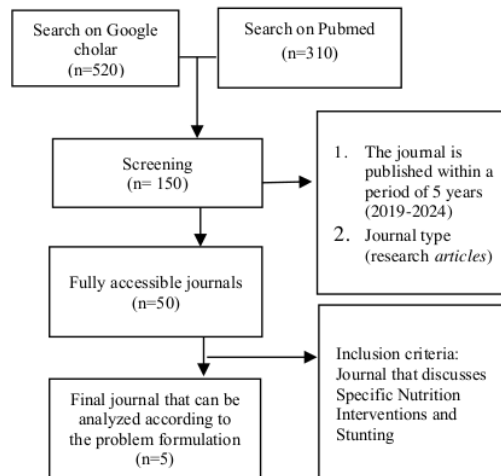 Search on Google
cholar
(n=520)
Search on Pubmed
(n=310)
Screening
(n= 150)
1. The journal is
published within a
period of 5 years
(2019-2024)
2. Journal type
(research articles)
Fully accessible journals
(n=50)
Inclusion criteria:
Journal that discusses
Specific Nutrition
Interventions and
Stunting
Final journal that can be
analyzed according to
the problem formulation
(n=5)